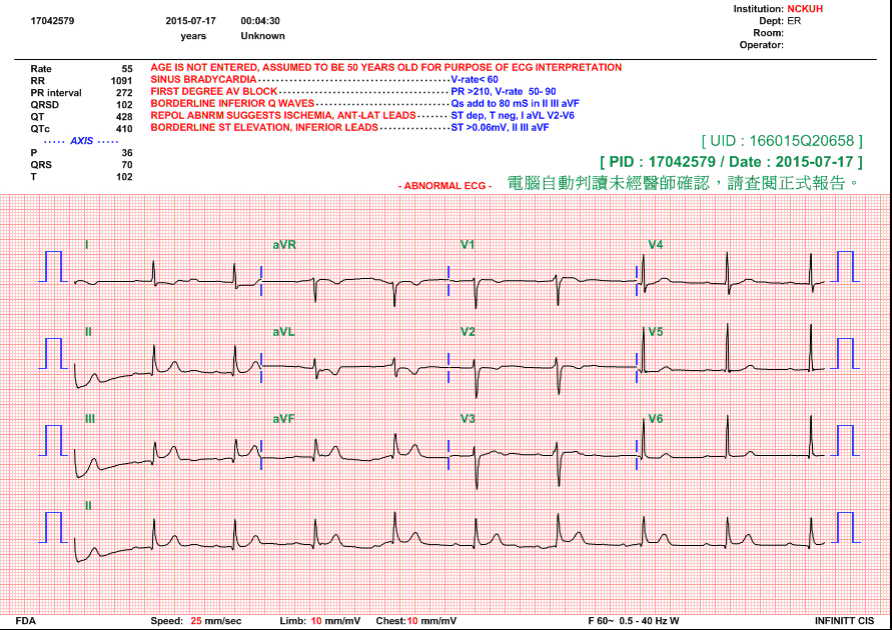 Institution: NCKUH
17042579 2015-07-17 00:04:30 Dept: ER
years Unknown Room:
Operator:
Rate 55 AGE IS NOT ENTERED, ASSUMED TO BE 50 YEARS OLD FOR PURPOSE OF ECG INTERPRETATION
RR 1091 SINUS BRADYCARDIA - - - - - - - - - - - - - - - - - - - - V-rate< 60
PR interval 272 FIRST DEGREE AV BLOCK - - - - - - - - - - - - - - - - - - - - PR >210, V-rate 50- 90
QRSD 102 BORDERLINE INFERIOR Q WAVES - - - - - - - - - - - - - - - - - - - - Qs add to 80 mS in II III aVF
QT 428 REPOL ABNRM SUGGESTS ISCHEMIA, ANT-LAT LEADS - - - - - - - ST dep, T neg, I aVL V2-V6
QTc 410 BORDERLINE ST ELEVATION, INFERIOR LEADS - - - - - - - - - - - - - - ST >0.06mV, II III aVF
----- AXIS -----
[ UID : 166015Q20658 ]
P 36
QRS 70 [ PID : 17042579 / Date : 2015-07-17 ]
T 102
- ABNORMAL ECG - 電腦自動判讀未經醫師確認，請查閱正式報告。
I aVR V1 V4
II aVL V2 V5
III aVF V3 V6
II
FDA Speed: 25 mm/sec Limb: 10 mm/mV Chest: 10 mm/mV F 60~ 0.5 - 40 Hz W INFINITT CIS